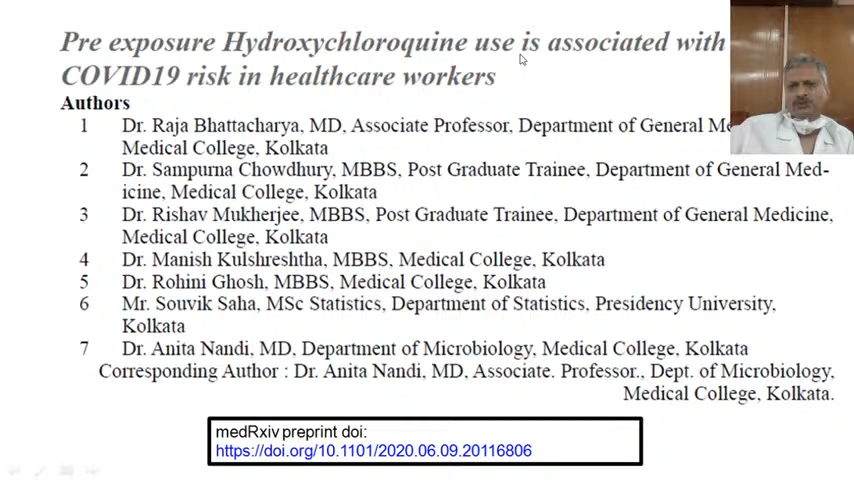 Pre exposure Hydroxychloroquine use is associated with
COVID19 risk in healthcare workers
Authors
1 Dr. Raja Bhattacharya, MD, Associate Professor, Department of General
Medical College, Kolkata
2 Dr. Sampurna Chowdhury, MBBS, Post Graduate Trainee, Department of General Med-
icine, Medical College, Kolkata
3 Dr. Rishav Mukherjee, MBBS, Post Graduate Trainee, Department of General Medicine,
Medical College, Kolkata
4 Dr. Manish Kulshreshtha, MBBS, Medical College, Kolkata
5 Dr. Rohini Ghosh, MBBS, Medical College, Kolkata
6 Mr. Souvik Saha, MSc Statistics, Department of Statistics, Presidency University,
Kolkata
7 Dr. Anita Nandi, MD, Department of Microbiology, Medical College, Kolkata
Corresponding Author : Dr. Anita Nandi, MD, Associate. Professor., Dept. of Microbiology,
Medical College, Kolkata.
medRxiv preprint doi:
https://doi.org/10.1101/2020.06.09.20116806